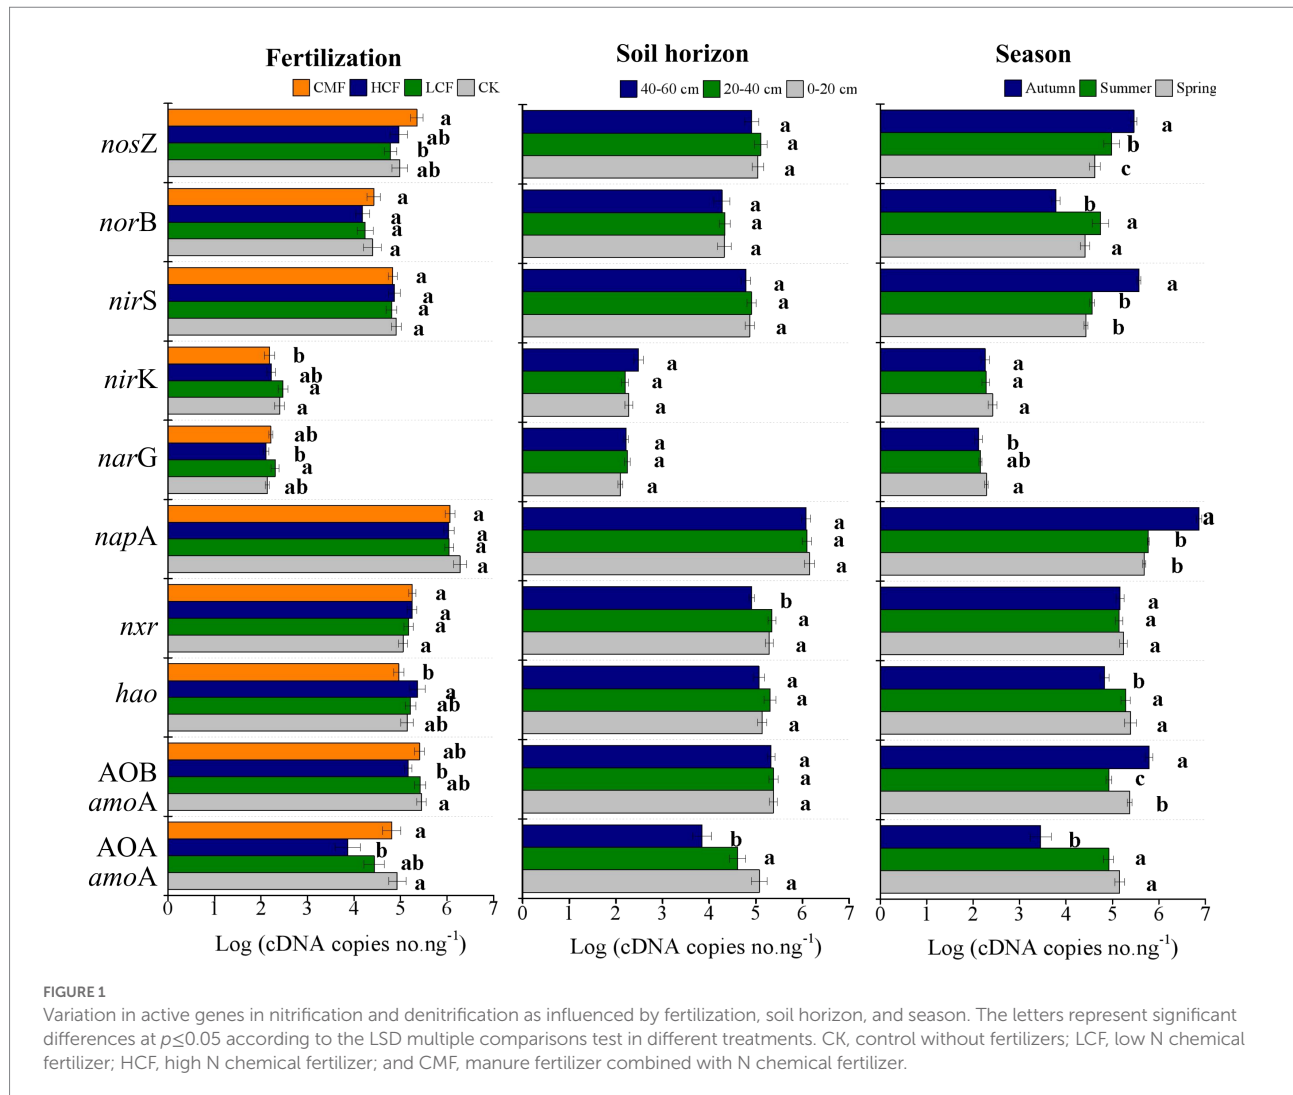 Fertilization
Soil horizon
Season
CMF HCF LCF CK
40-60 cm 20-40 cm 0-20 cm
Autumn Summer Spring
nosZ
a
ab
b
ab
a
a
a
a
b
c
norB
a
a
a
a
a
a
a
b
a
a
nirS
a
a
a
a
a
a
a
a
b
b
nirK
b
ab
a
a
a
a
a
a
a
a
narG
ab
b
a
ab
a
a
a
b
ab
a
napA
a
a
a
a
a
a
a
a
b
b
nxr
a
a
a
a
b
a
a
a
a
a
hao
b
a
ab
ab
a
a
a
b
a
a
AOB
amoA
ab
b
ab
a
a
a
a
a
c
b
AOA
amoA
a
b
ab
a
b
a
a
b
a
a
0 1 2 3 4 5 6 7
0 1 2 3 4 5 6 7
0 1 2 3 4 5 6 7
Log (cDNA copies no.ng⁻¹)
Log (cDNA copies no.ng⁻¹)
Log (cDNA copies no.ng⁻¹)
FIGURE 1
Variation in active genes in nitrification and denitrification as influenced by fertilization, soil horizon, and season. The letters represent significant
differences at p≤0.05 according to the LSD multiple comparisons test in different treatments. CK, control without fertilizers; LCF, low N chemical
fertilizer; HCF, high N chemical fertilizer; and CMF, manure fertilizer combined with N chemical fertilizer.